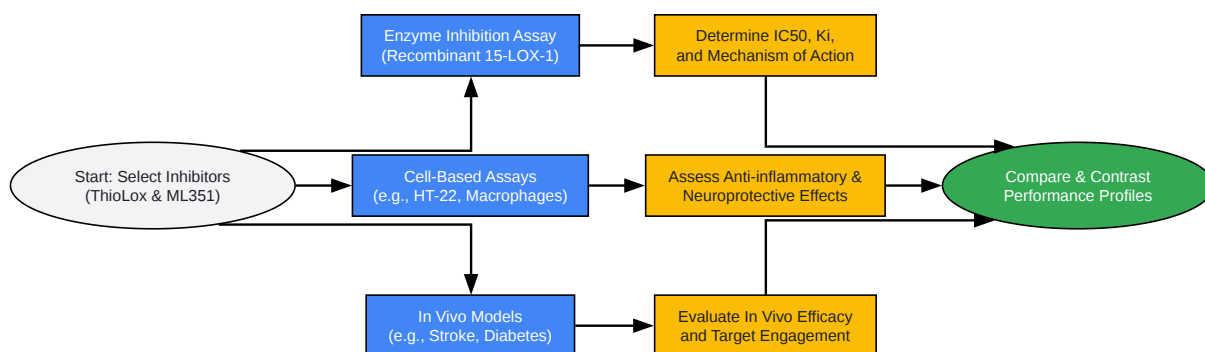 Enzyme Inhibition Assay
(Recombinant 15-LOX-1)
Determine IC50, Ki,
and Mechanism of Action
Start: Select Inhibitors
(ThioLox & ML351)
Cell-Based Assays
(e.g., HT-22, Macrophages)
Assess Anti-inflammatory &
Neuroprotective Effects
Compare & Contrast
Performance Profiles
In Vivo Models
(e.g., Stroke, Diabetes)
Evaluate In Vivo Efficacy
and Target Engagement